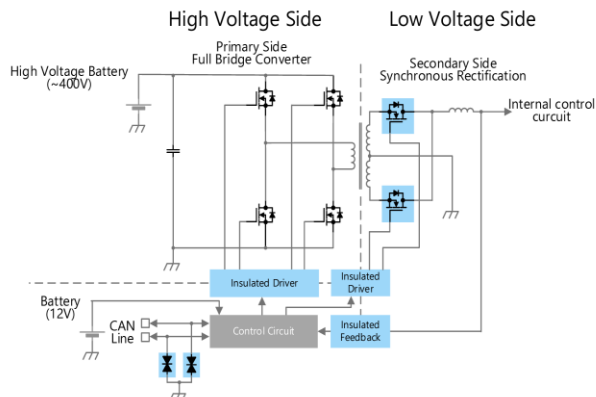 High Voltage Side
Low Voltage Side
Primary Side
Full Bridge Converter
Secondary Side
Synchronous Rectification
High Voltage Battery
(~400V)
Internal control
curcuit
Insulated Driver
Insulated
Driver
Battery
(12V)
CAN
Line
Control Circuit
Insulated
Feedback